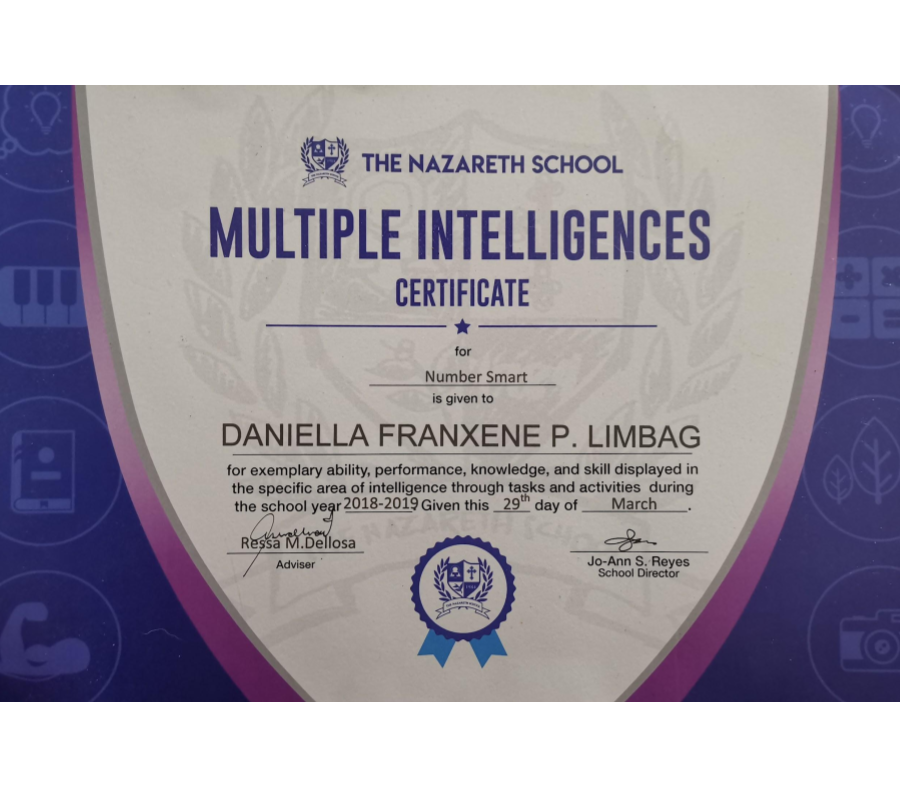 THE NAZARETH SCHOOL
MULTIPLE INTELLIGENCES
CERTIFICATE
for
Number Smart
is given to
DANIELLA FRANXENE P. LIMBAG
for exemplary ability, performance, knowledge, and skill displayed in
the specific area of intelligence through tasks and activities during
the school year 2018-2019 Given this 29th day of March.
Ressa M.Dellosa
Adviser
Jo-Ann S. Reyes
School Director